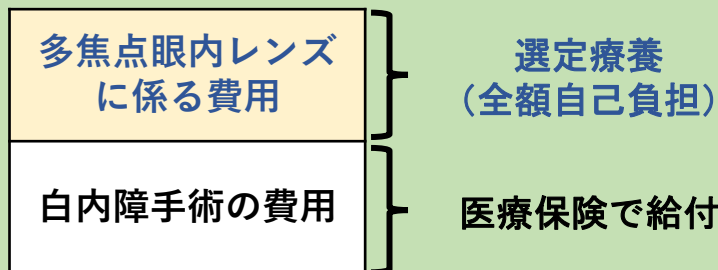 多焦点眼内レンズ
に係る費用
選定療養
（全額自己負担）
白内障手術の費用
医療保険で給付